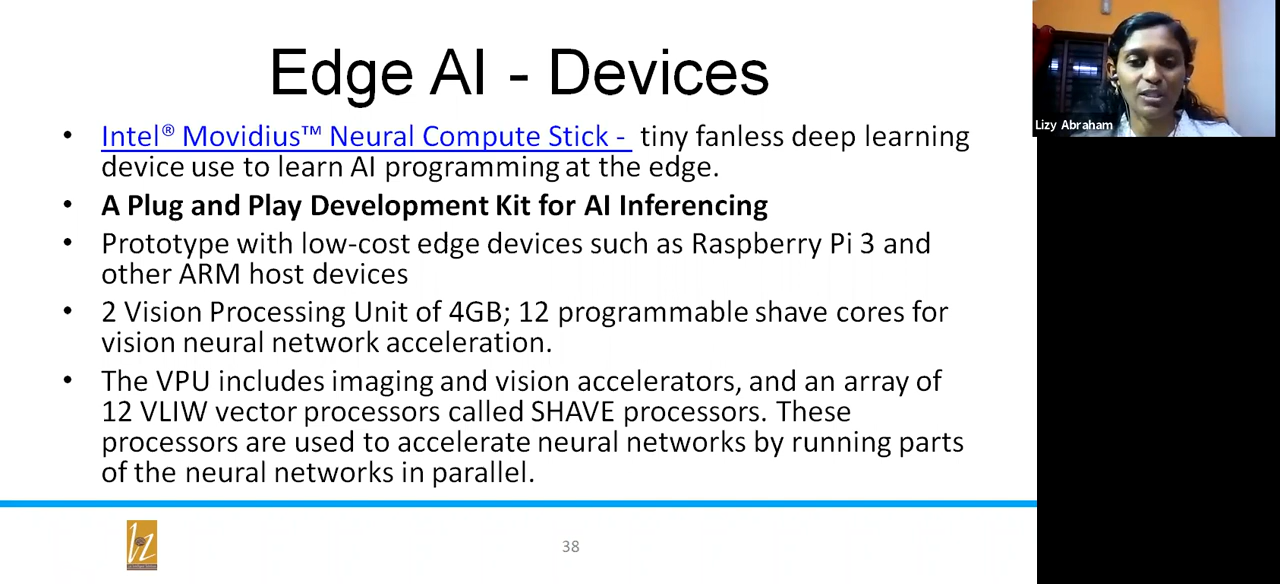 Edge AI - Devices
• Intel® Movidius™ Neural Compute Stick - tiny fanless deep learning
device use to learn AI programming at the edge.
• A Plug and Play Development Kit for AI Inferencing
• Prototype with low-cost edge devices such as Raspberry Pi 3 and
other ARM host devices
• 2 Vision Processing Unit of 4GB; 12 programmable shave cores for
vision neural network acceleration.
• The VPU includes imaging and vision accelerators, and an array of
12 VLIW vector processors called SHAVE processors. These
processors are used to accelerate neural networks by running parts
of the neural networks in parallel.
38
Lizy Abraham